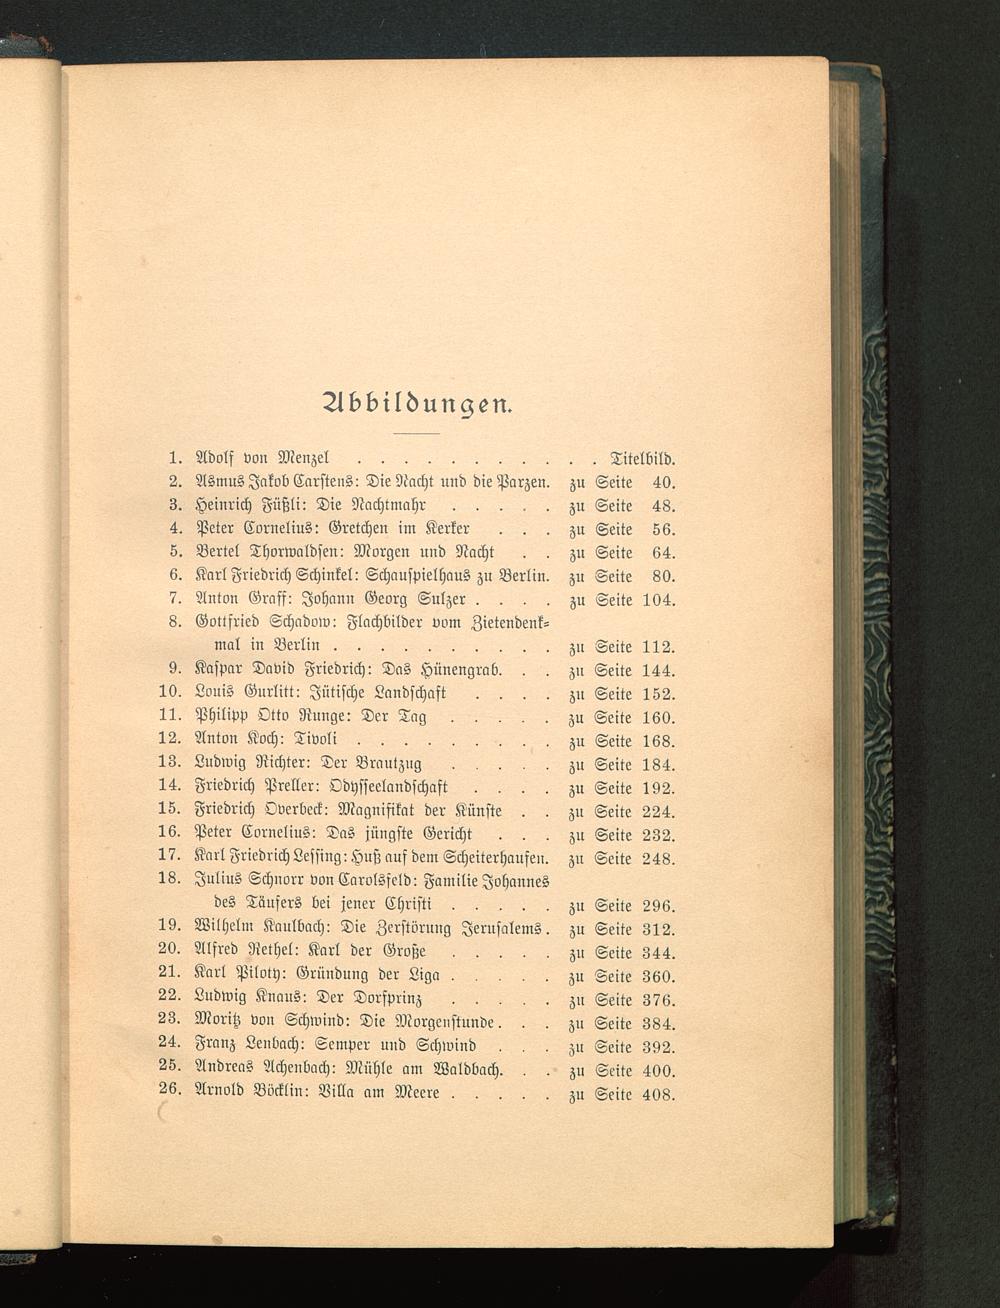 Abbildungen.
1. Adolf von Menzel . . . . . . . . . . . Titelbild.
2. Asmus Jakob Carstens: Die Nacht und die Parzen. zu Seite 40.
3. Heinrich Füßli: Die Nachtmahr . . . . . zu Seite 48.
4. Peter Cornelius: Gretchen im Kerker . . . zu Seite 56.
5. Bertel Thorwaldsen: Morgen und Nacht . . zu Seite 64.
6. Karl Friedrich Schinkel: Schauspielhaus zu Berlin. zu Seite 80.
7. Anton Graff: Johann Georg Sulzer . . . . zu Seite 104.
8. Gottfried Schadow: Flachbilder vom Zietendenk-
mal in Berlin . . . . . . . . . . zu Seite 112.
9. Kaspar David Friedrich: Das Hünengrab. . . zu Seite 144.
10. Louis Gurlitt: Jütische Landschaft . . . . zu Seite 152.
11. Philipp Otto Runge: Der Tag . . . . . zu Seite 160.
12. Anton Koch: Tivoli . . . . . . . . . zu Seite 168.
13. Ludwig Richter: Der Brautzug . . . . . zu Seite 184.
14. Friedrich Preller: Odysseelandschaft . . . . zu Seite 192.
15. Friedrich Overbeck: Magnifikat der Künste . . zu Seite 224.
16. Peter Cornelius: Das jüngste Gericht . . . zu Seite 232.
17. Karl Friedrich Lessing: Huß auf dem Scheiterhaufen. zu Seite 248.
18. Julius Schnorr von Carolsfeld: Familie Johannes
des Täufers bei jener Christi . . . . . zu Seite 296.
19. Wilhelm Kaulbach: Die Zerstörung Jerusalems. zu Seite 312.
20. Alfred Rethel: Karl der Große . . . . . zu Seite 344.
21. Karl Piloty: Gründung der Liga . . . . . zu Seite 360.
22. Ludwig Knaus: Der Dorfprinz . . . . . zu Seite 376.
23. Moritz von Schwind: Die Morgenstunde. . . zu Seite 384.
24. Franz Lenbach: Semper und Schwind . . . zu Seite 392.
25. Andreas Achenbach: Mühle am Waldbach. . . zu Seite 400.
26. Arnold Böcklin: Villa am Meere . . . . . zu Seite 408.